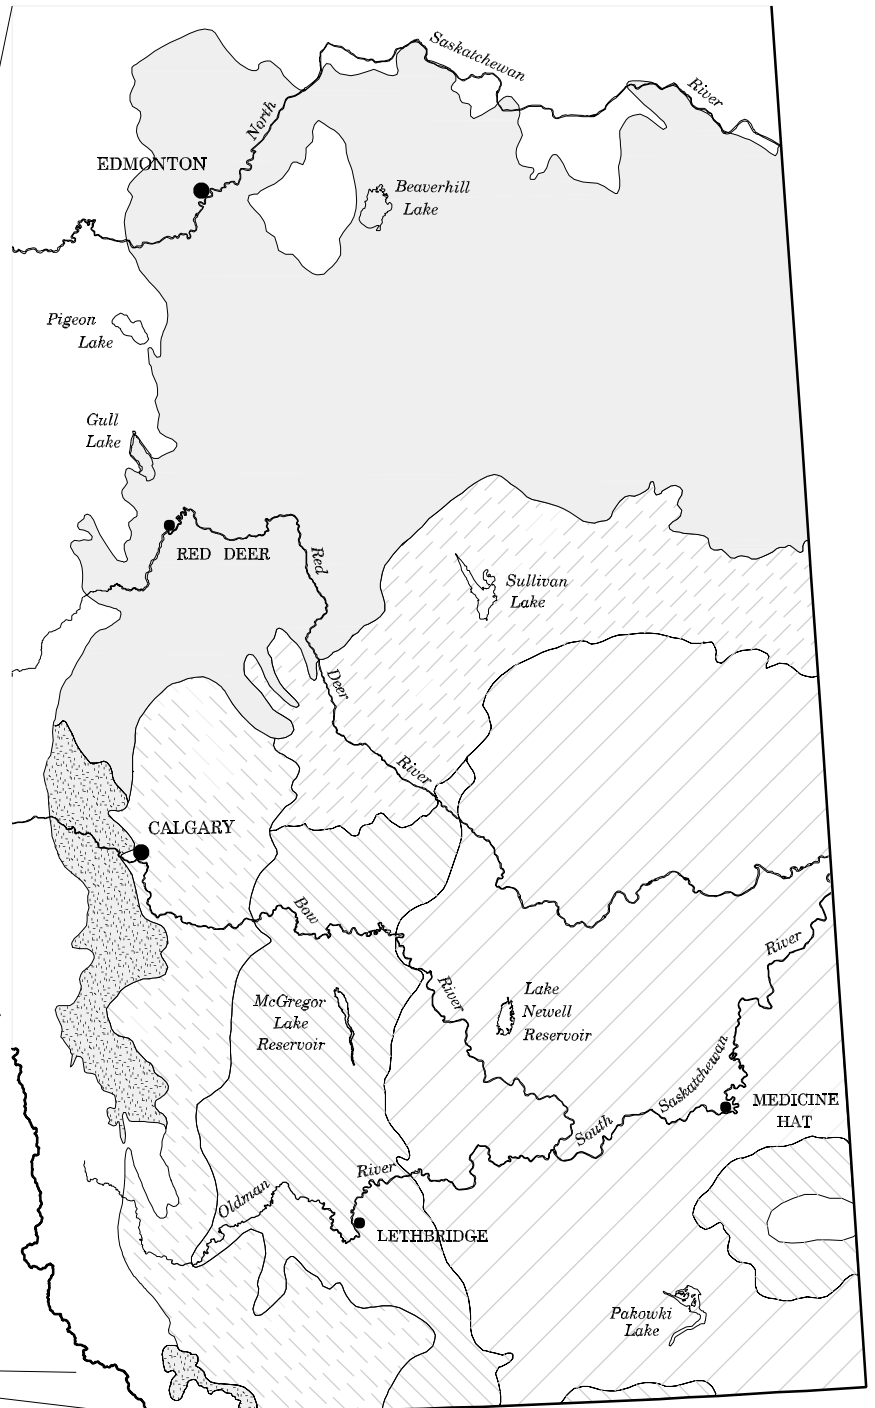 Saskatchewan
River
North
EDMONTON
Beaverhill
Lake
Pigeon
Lake
Gull
Lake
RED DEER
Red
Sullivan
Lake
Deer
River
CALGARY
Bow
River
River
McGregor
Lake
Reservoir
Lake
Newell
Reservoir
Saskatchewan
MEDICINE
HAT
South
River
Oldman
LETHBRIDGE
Pakowki
Lake